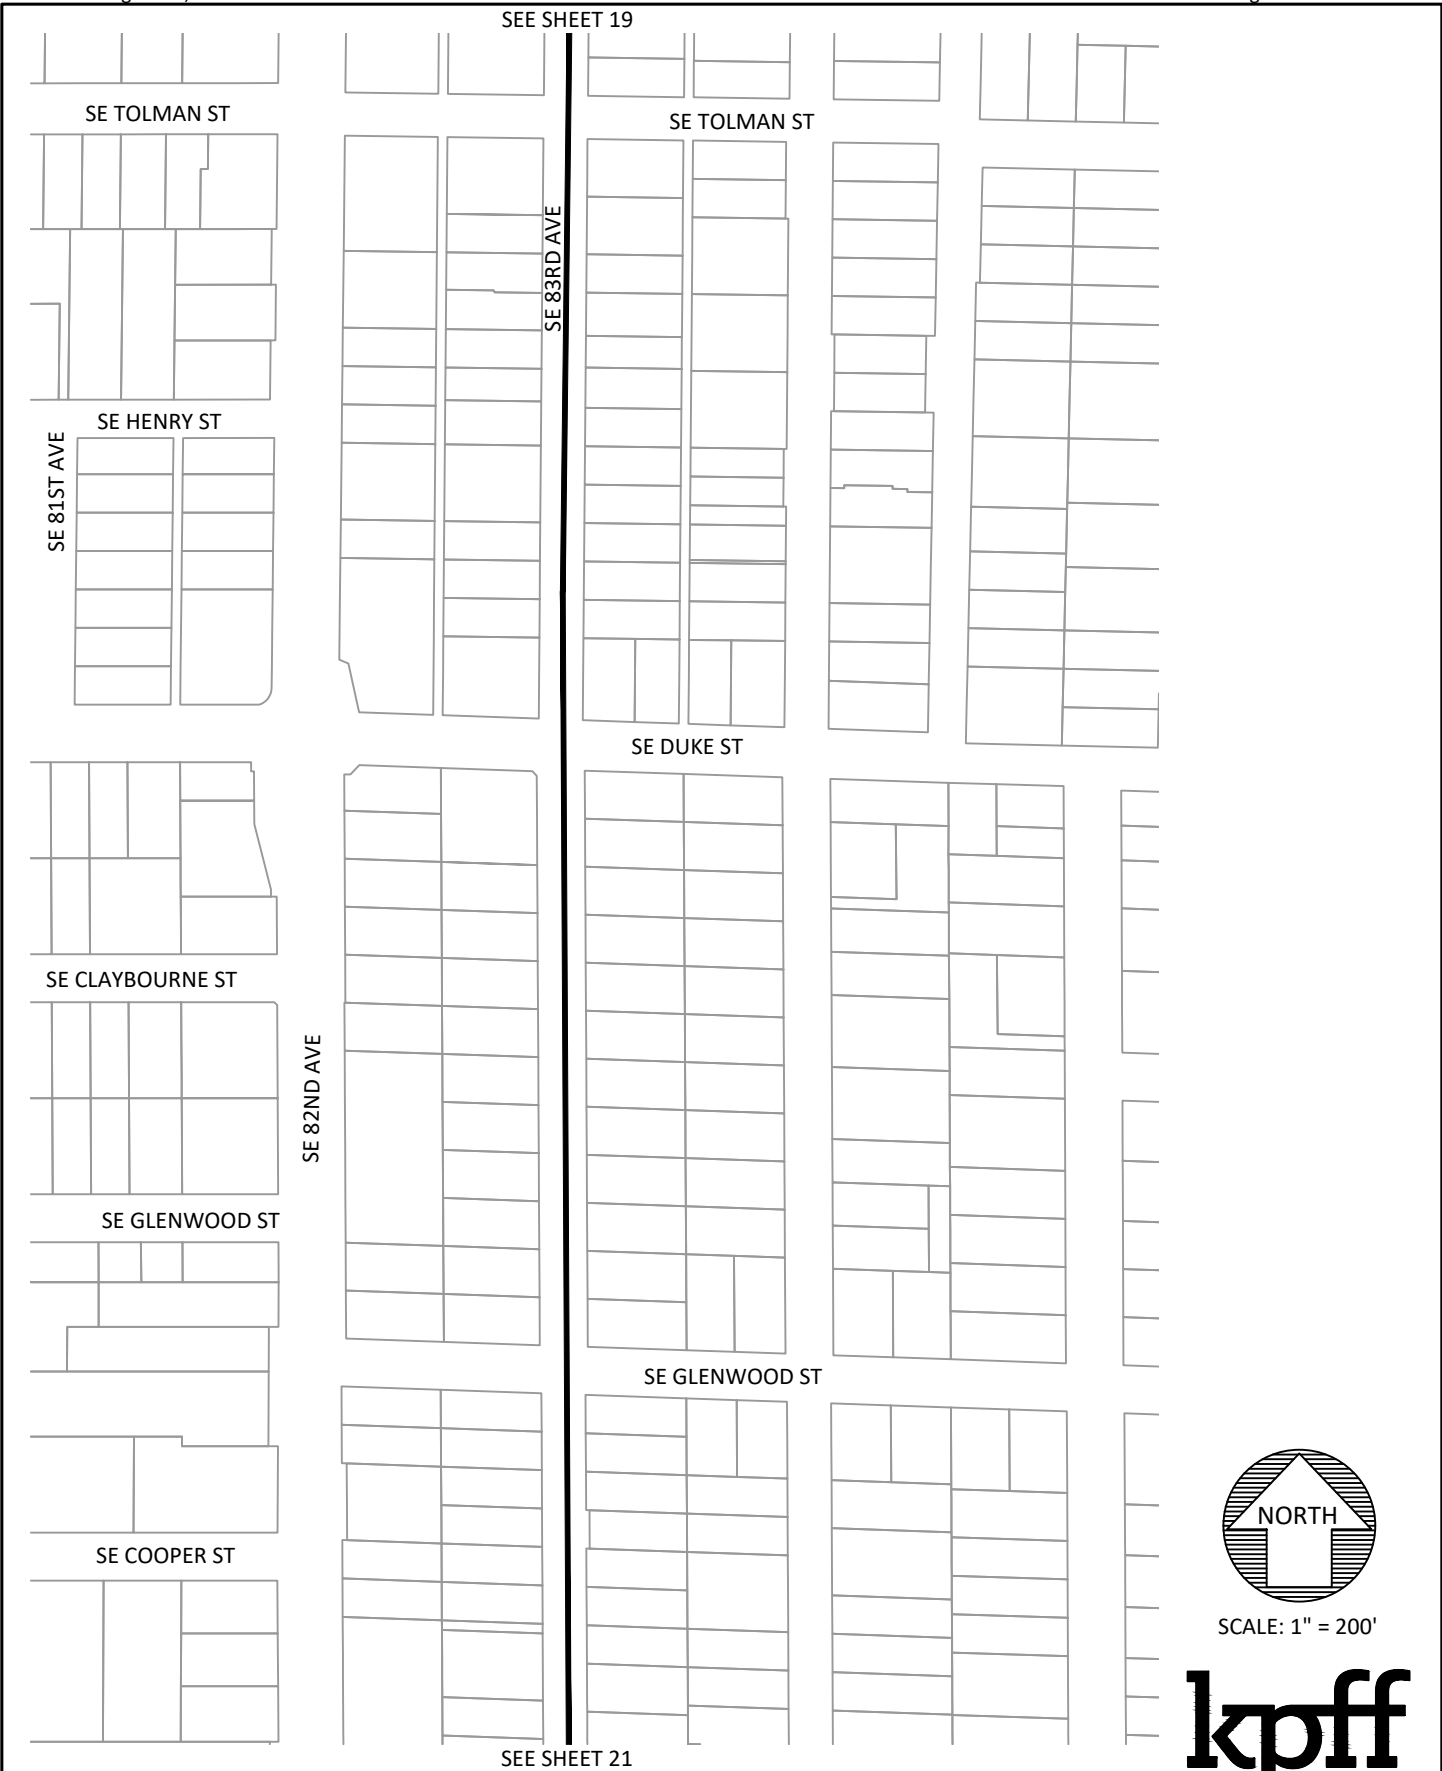 SEE SHEET 19
SE TOLMAN ST
SE TOLMAN ST
SE 83RD AVE
SE HENRY ST
SE 81ST AVE
SE DUKE ST
SE CLAYBOURNE ST
SE 82ND AVE
SE GLENWOOD ST
SE GLENWOOD ST
NORTH
SE COOPER ST
SCALE: 1" = 200'
kpff
SEE SHEET 21